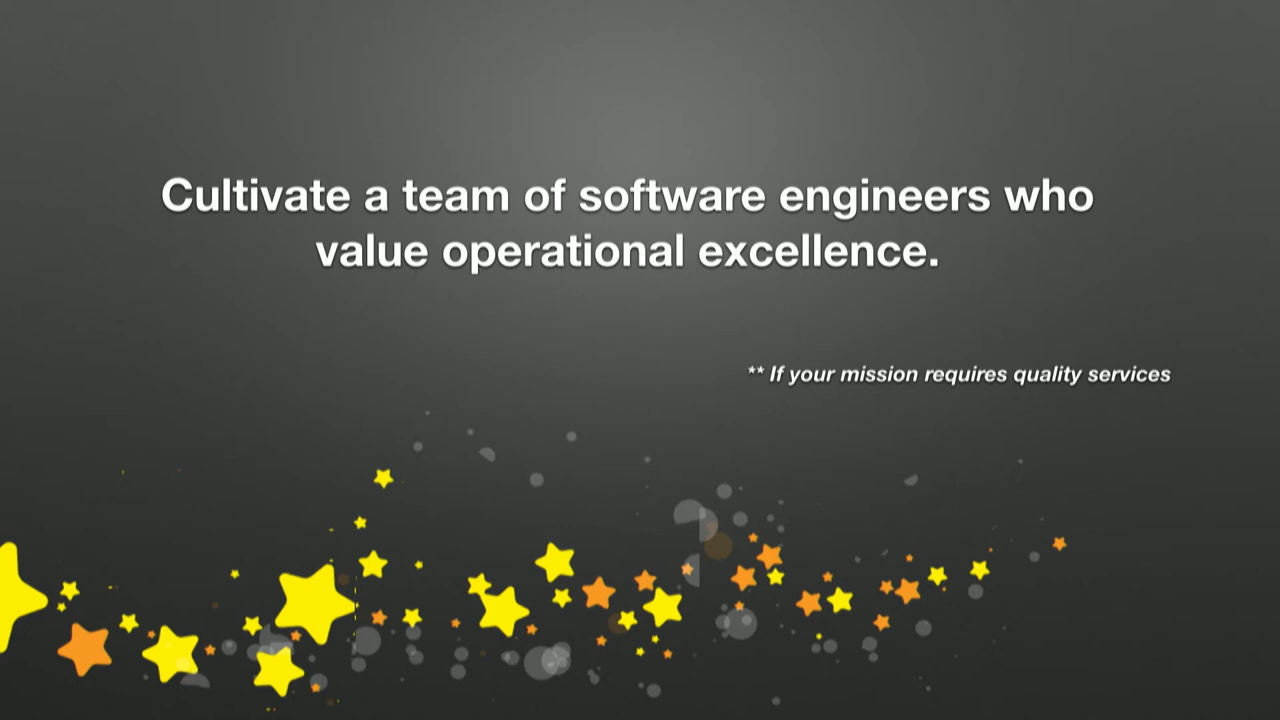 Cultivate a team of software engineers who
value operational excellence.
** If your mission requires quality services